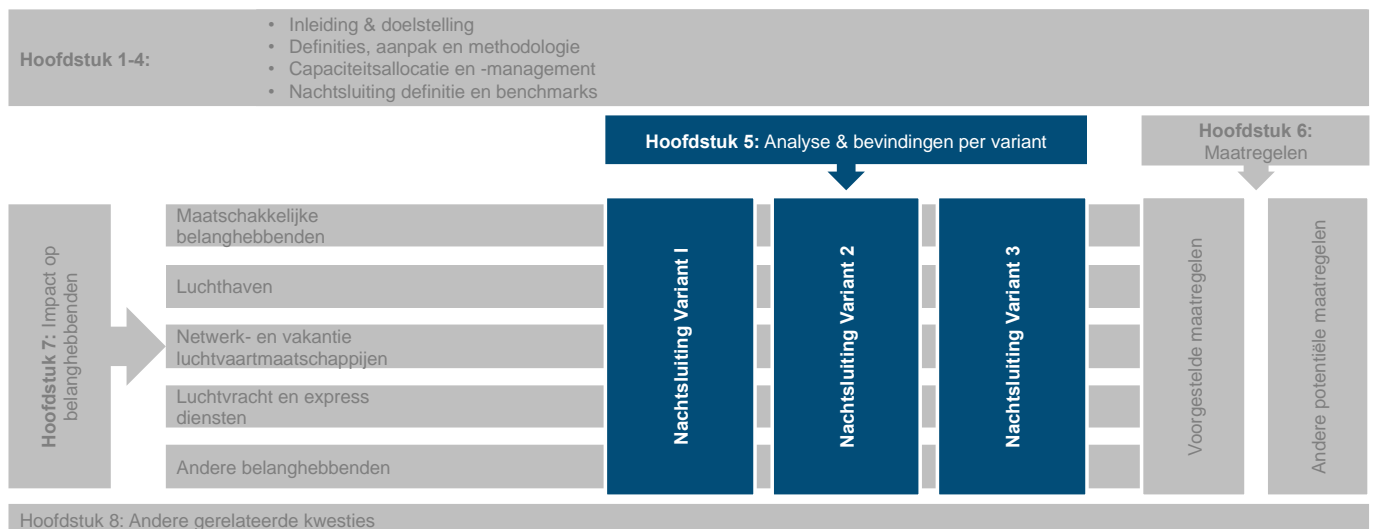 Hoofdstuk 1-4:
• Inleiding & doelstelling
• Definities, aanpak en methodologie
• Capaciteitsallocatie en -management
• Nachtsluiting definitie en benchmarks
Hoofdstuk 5: Analyse & bevindingen per variant
Hoofdstuk 6:
Maatregelen
Hoofdstuk 7: Impact op
belanghebbenden
Maatschakkelijke
belanghebbenden
Luchthaven
Netwerk- en vakantie
luchtvaartmaatschappijen
Luchtvracht en express
diensten
Andere belanghebbenden
Nachtsluiting Variant I
Nachtsluiting Variant 2
Nachtsluiting Variant 3
Voorgestelde maatregelen
Andere potentiële maatregelen
Hoofdstuk 8: Andere gerelateerde kwesties